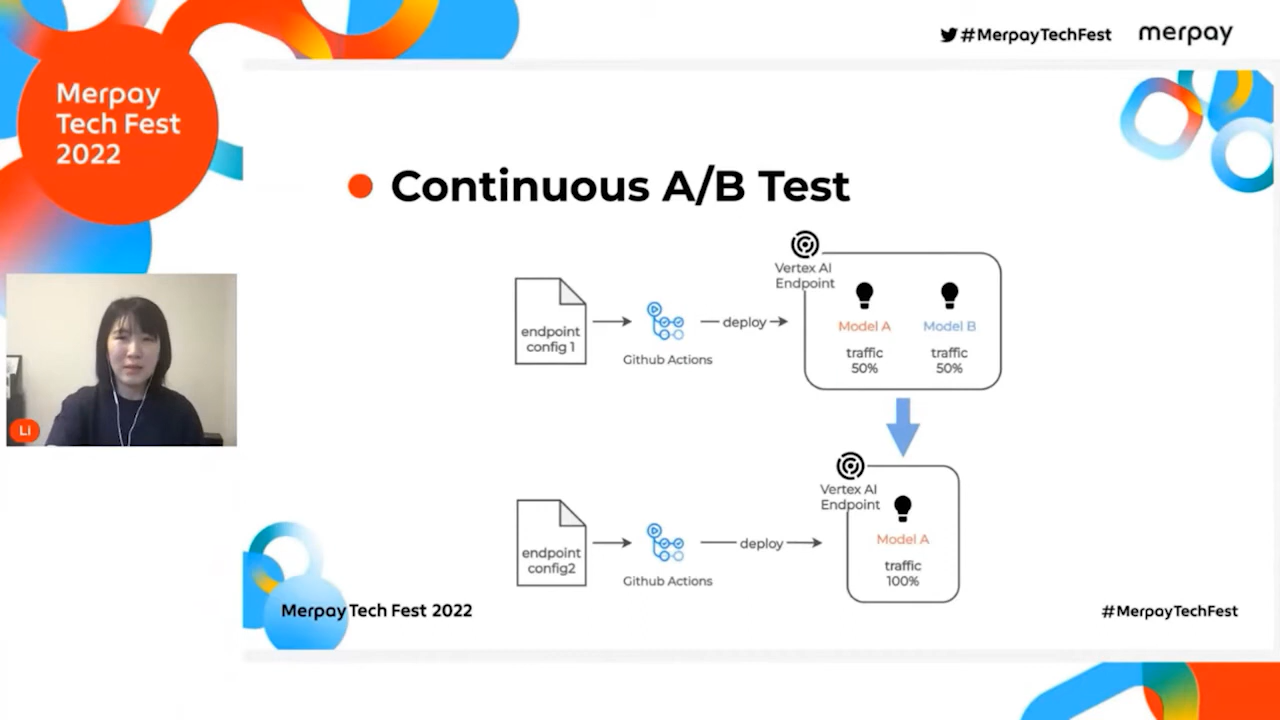 #MerpayTechFest
merpay
Merpay
Tech Fest
2022
Continuous A/B Test
Vertex AI
Endpoint
endpoint
config 1
Github Actions
deploy
Model A
traffic
50%
Model B
traffic
50%
LI
Vertex AI
Endpoint
endpoint
config2
Github Actions
deploy
Model A
traffic
100%
Merpay Tech Fest 2022
#MerpayTechFest